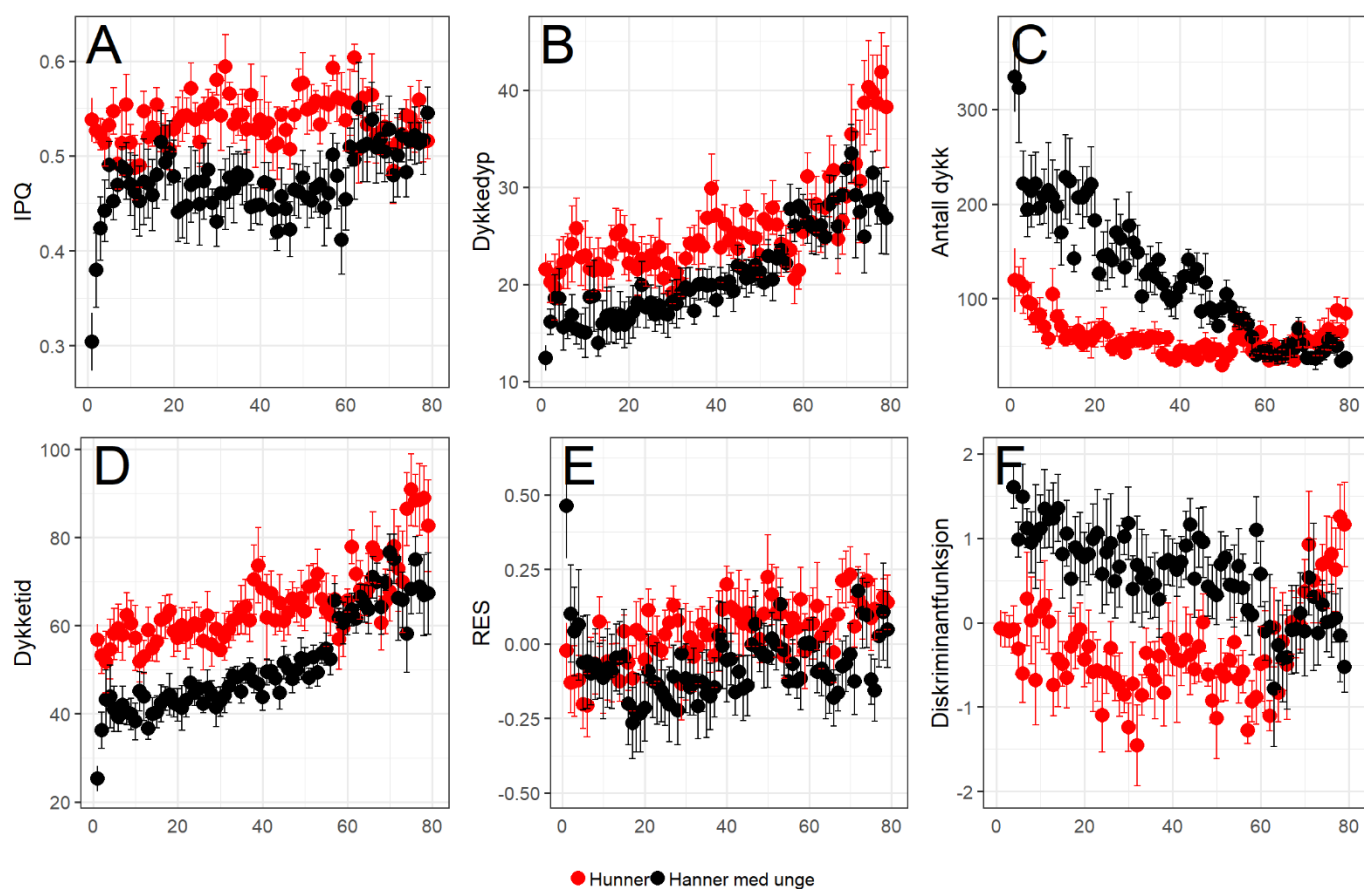 A
IPQ
0.6
0.5
0.4
0.3
0 20 40 60 80
B
Dykkedyp
40
30
20
10
0 20 40 60 80
C
Antall dykk
300
200
100
0 20 40 60 80
D
Dykketid
100
80
60
40
20
0 20 40 60 80
E
RES
0.50
0.25
0.00
-0.25
-0.50
0 20 40 60 80
F
Diskriminantfunksjon
2
1
0
-1
-2
0 20 40 60 80
Hunner Hanner med unge